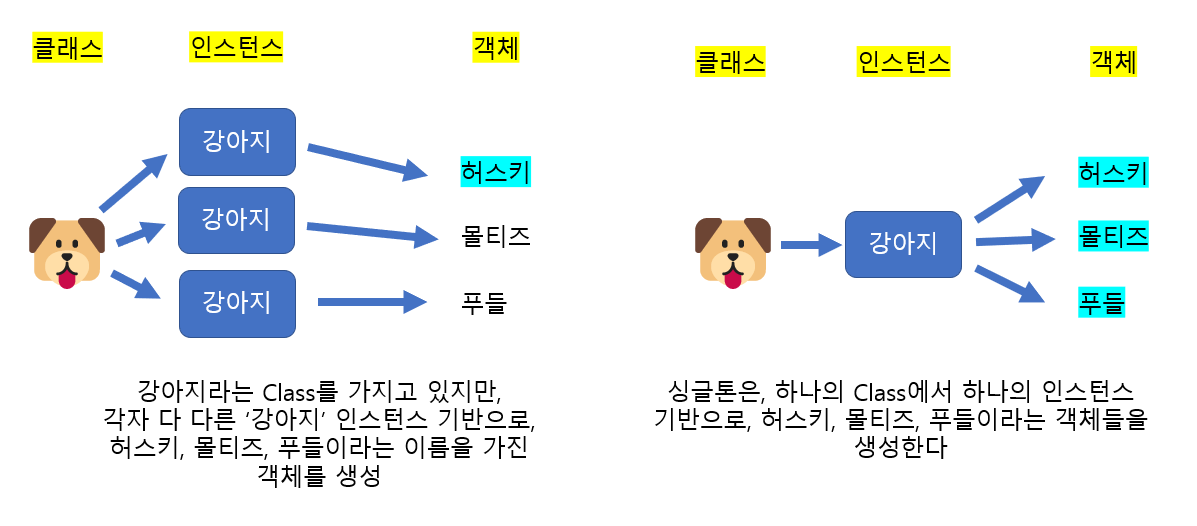 클래스 인스턴스 객체
강아지
허스키
강아지
몰티즈
강아지
푸들
강아지라는 Class를 가지고 있지만,
각자 다 다른 ‘강아지’ 인스턴스 기반으로,
허스키, 몰티즈, 푸들이라는 이름을 가진
객체를 생성
클래스 인스턴스 객체
강아지
허스키
몰티즈
푸들
싱글톤은, 하나의 Class에서 하나의 인스턴스
기반으로, 허스키, 몰티즈, 푸들이라는 객체들을
생성한다